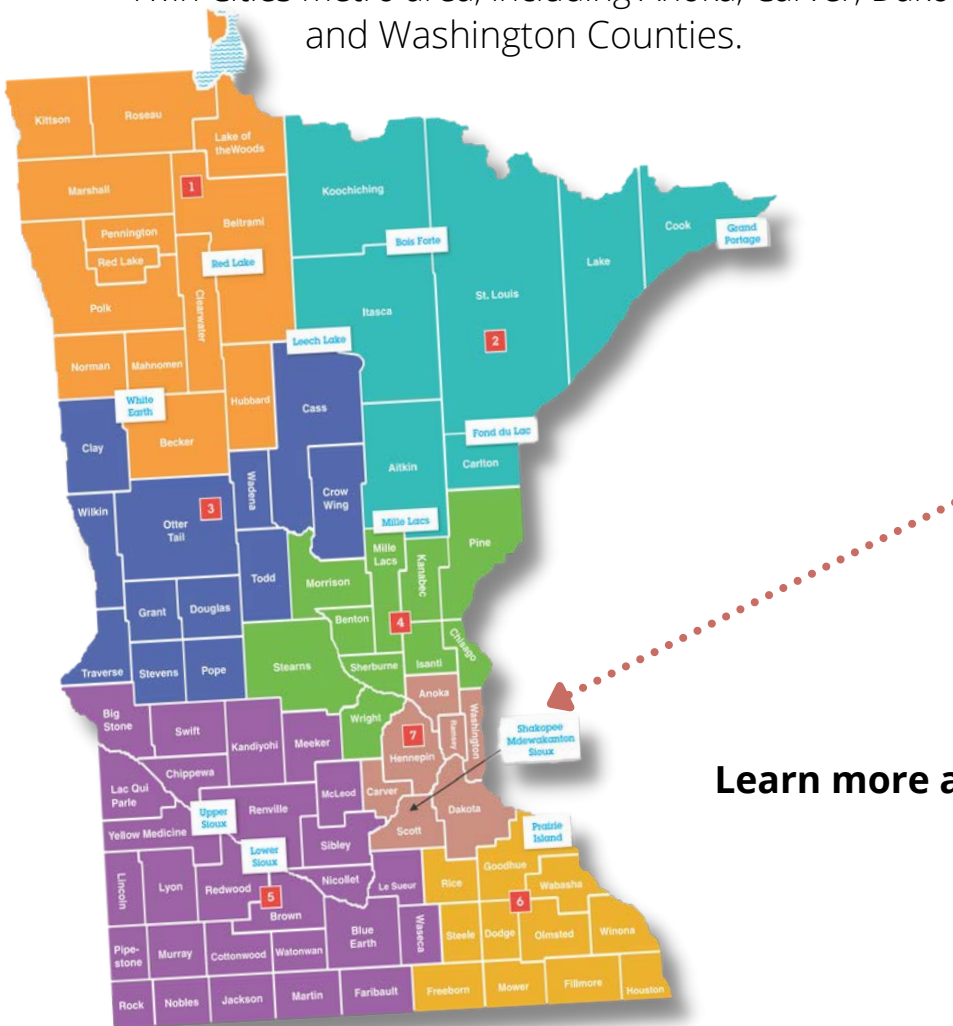 and Washington Counties.
Kittson
Roseau
Lake of
theWoods
Marshall
1
Koochiching
Beltrami
Pennington
Red Lake
Red Lake
Bois Forte
Cook
Grand
Portage
Lake
Polk
Clearwater
Itasca
St. Louis
2
Leech Lake
Norman
Mahnomen
White
Earth
Hubbard
Cass
Clay
Becker
Fond du Lac
Aitkin
Carlton
Wilkin
Otter
Tail
3
Wadena
Crow
Wing
Mille Lacs
Mille
Lacs
Kanabec
Pine
Todd
Morrison
Grant
Douglas
Benton
4
Chisago
Traverse
Stevens
Pope
Stearns
Sherburne
Isanti
Anoka
Big
Stone
Swift
Kandiyohi
Meeker
Wright
7
Hennepin
Ramsey
Washington
Shakopee
Mdewakanton
Sioux
Lac Qui
Parle
Chippewa
McLeod
Carver
Learn more a
Yellow Medicine
Upper
Sioux
Renville
Scott
Dakota
Prairie
Island
Lower
Sioux
Sibley
Lincoln
Lyon
Redwood
5
Brown
Nicollet
Le Sueur
Rice
Goodhue
Wabasha
6
Pipe-
stone
Murray
Cottonwood
Watonwan
Blue
Earth
Waseca
Steele
Dodge
Olmsted
Winona
Rock
Nobles
Jackson
Martin
Faribault
Freeborn
Mower
Fillmore
Houston